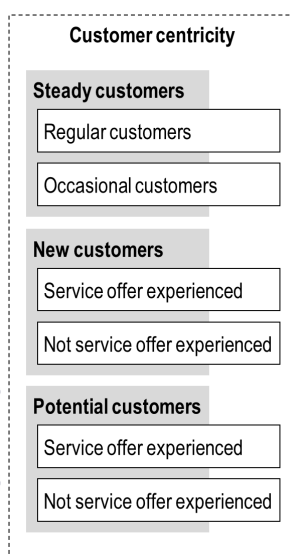 Customer centricity
Steady customers
Regular customers
Occasional customers
New customers
Service offer experienced
Not service offer experienced
Potential customers
Service offer experienced
Not service offer experienced